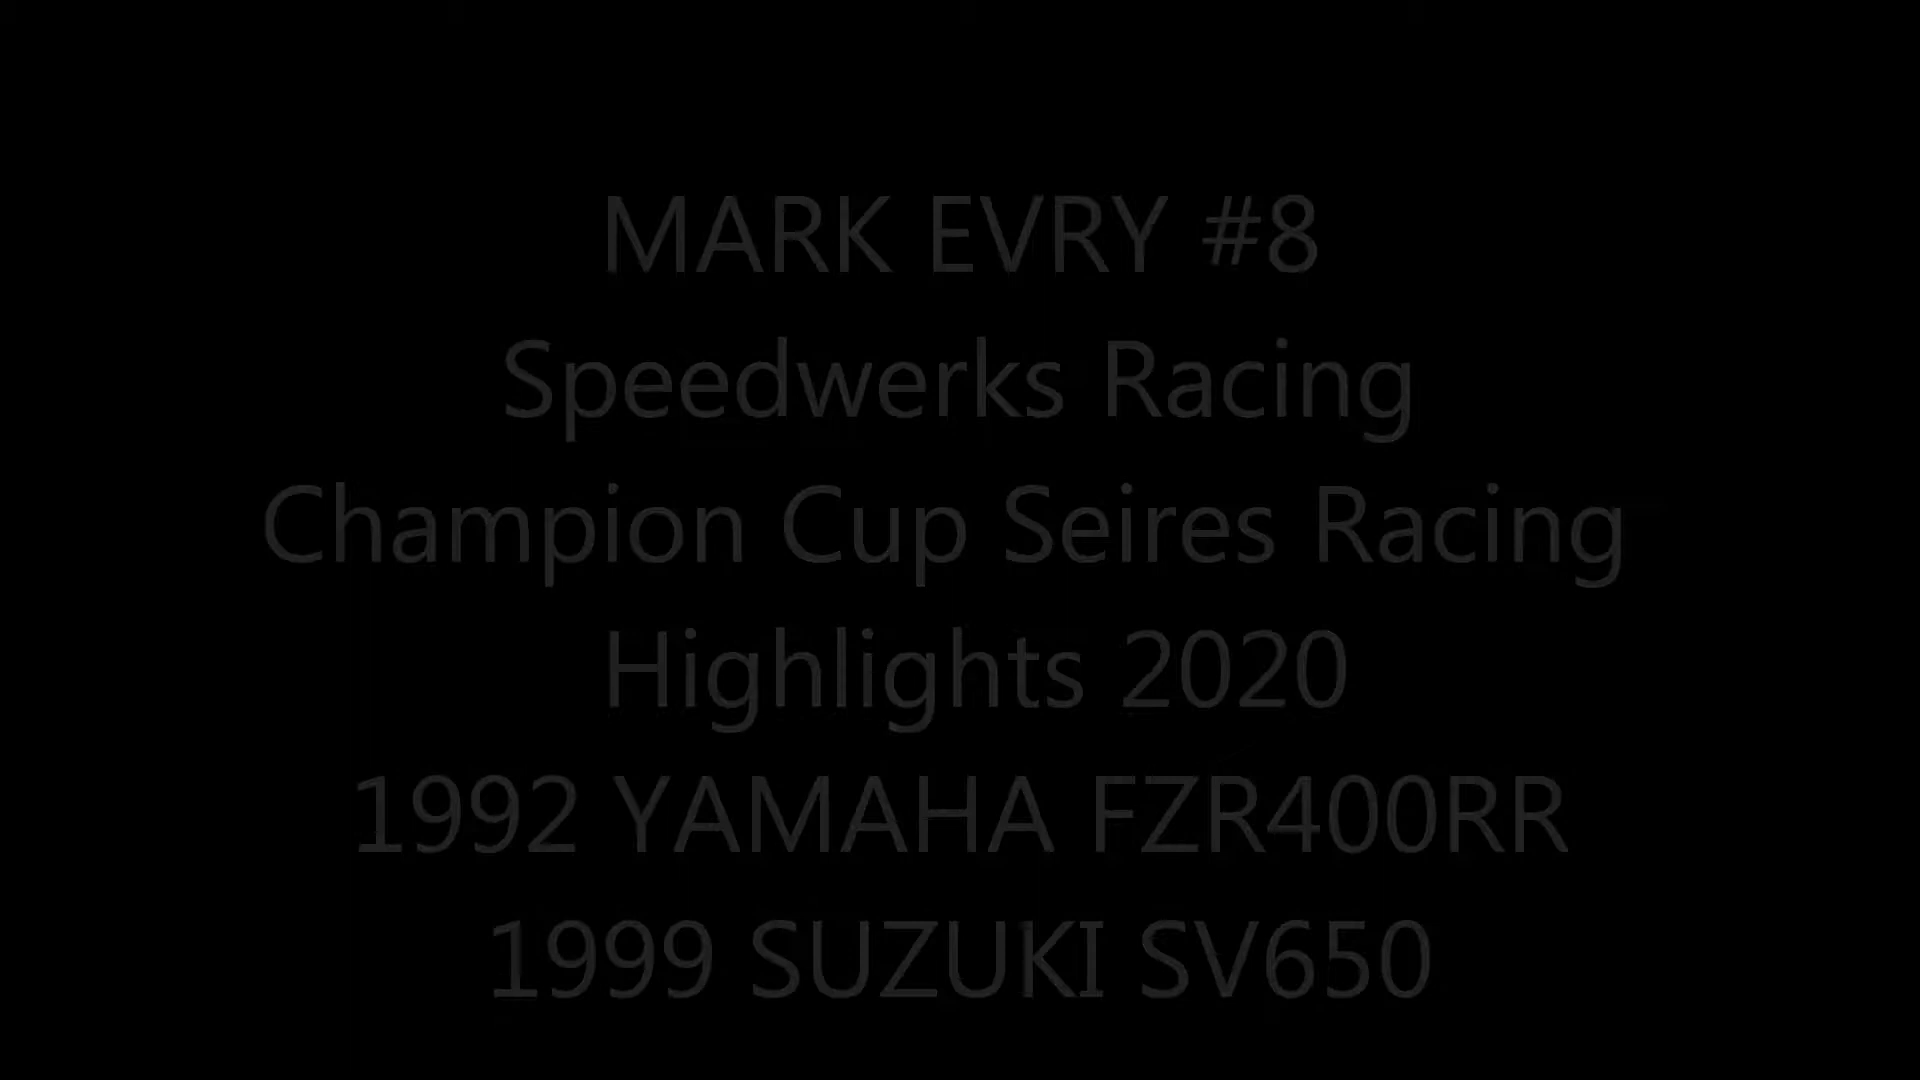 MARK EVRY #8
Speedwerks Racing
Champion Cup Seires Racing
Highlights 2020
1992 YAMAHA FZR400RR
1999 SUZUKI SV650